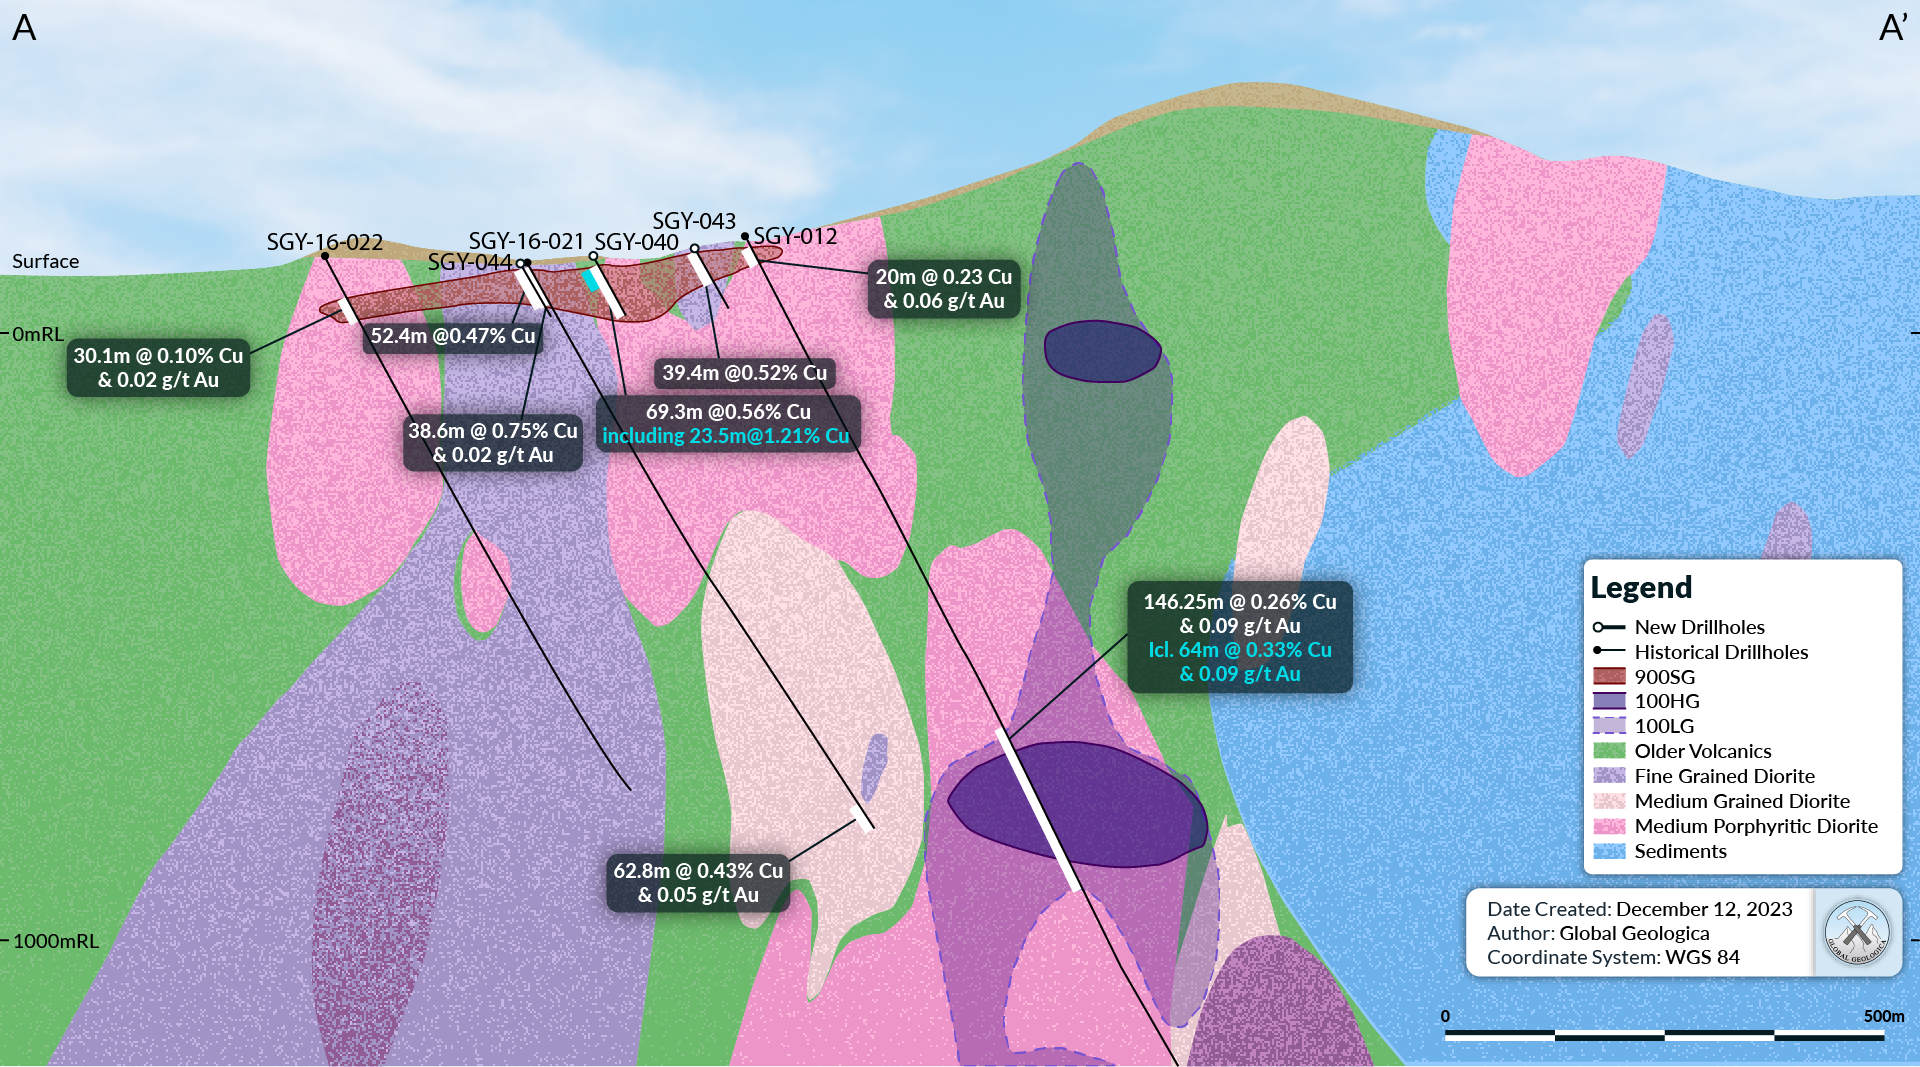 A
A’
SGY-043
SGY-012
SGY-16-022
SGY-16-021
SGY-040
SGY-044
Surface
20m @ 0.23 Cu
& 0.06 g/t Au
0mRL
52.4m @0.47% Cu
30.1m @ 0.10% Cu
& 0.02 g/t Au
39.4m @0.52% Cu
69.3m @0.56% Cu
including 23.5m@1.21% Cu
38.6m @ 0.75% Cu
& 0.02 g/t Au
146.25m @ 0.26% Cu
& 0.09 g/t Au
Icl. 64m @ 0.33% Cu
& 0.09 g/t Au
62.8m @ 0.43% Cu
& 0.05 g/t Au
1000mRL
Legend
New Drillholes
Historical Drillholes
900SG
100HG
100LG
Older Volcanics
Fine Grained Diorite
Medium Grained Diorite
Medium Porphyritic Diorite
Sediments
Date Created: December 12, 2023
Author: Global Geologica
Coordinate System: WGS 84
GLOBAL GEOLOGICA
0
500m